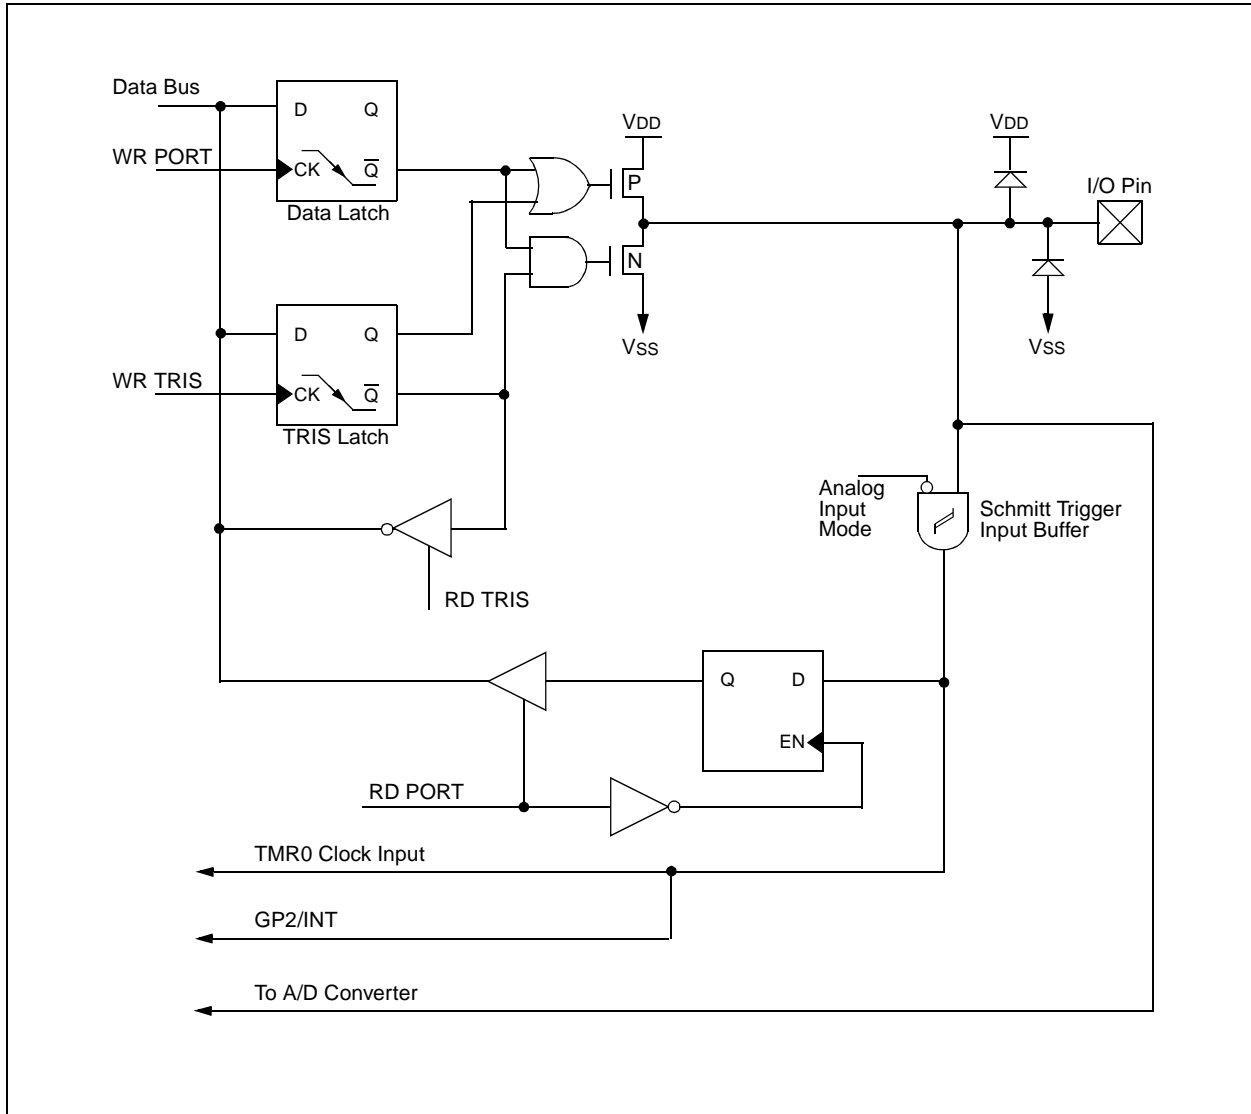 Data Bus
D Q
WR PORT
CK Q̅
Data Latch
VDD
P
N
VSS
VDD
I/O Pin
VSS
D Q
WR TRIS
CK Q̅
TRIS Latch
Analog
Input
Mode
Schmitt Trigger
Input Buffer
RD TRIS
Q D
EN
RD PORT
TMR0 Clock Input
GP2/INT
To A/D Converter